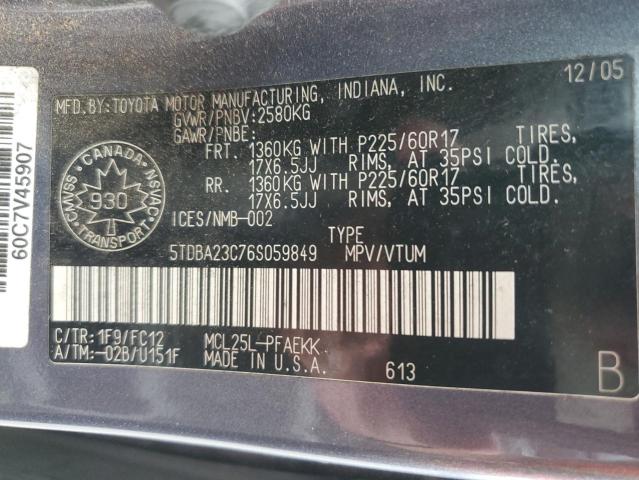 MFD.BY:TOYOTA MOTOR MANUFACTURING, INDIANA, INC. 12/05
GVWR/PNBV:2580KG
GAWR/PNBE:
FRT. 1360KG WITH P225/60R17 TIRES,
17X6.5JJ RIMS, AT 35PSI COLD.
RR. 1360KG WITH P225/60R17 TIRES,
17X6.5JJ RIMS, AT 35PSI COLD.
ICES/NMB-002
CANADA
CMVSS NSVAC
930
TRANSPORT
TYPE
5TDBA23C76S059849 MPV/VTUM
C/TR:1F9/FC12 MCL25L-PFAEKK
A/TM:-02B/U151F MADE IN U.S.A. 613
B
60C7V45907